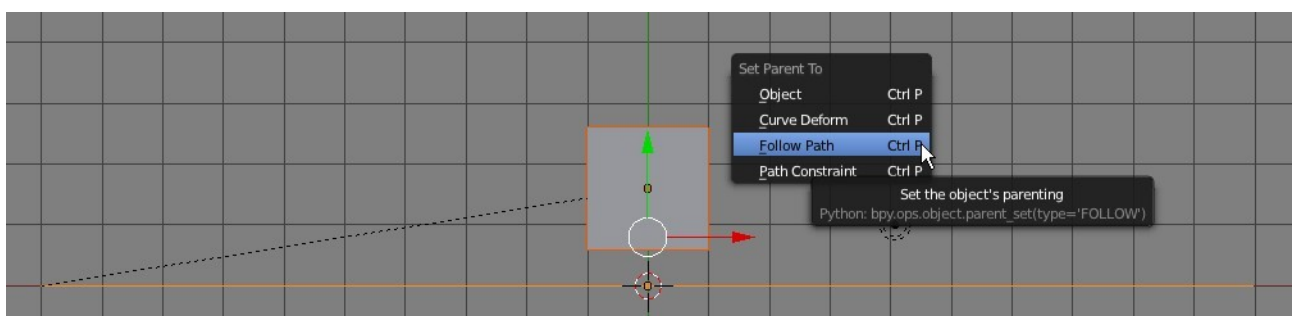 Set Parent To
Object Ctrl P
Curve Deform Ctrl P
Follow Path Ctrl P
Path Constraint Ctrl P
Set the object's parenting
Python: bpy.ops.object.parent_set(type='FOLLOW')